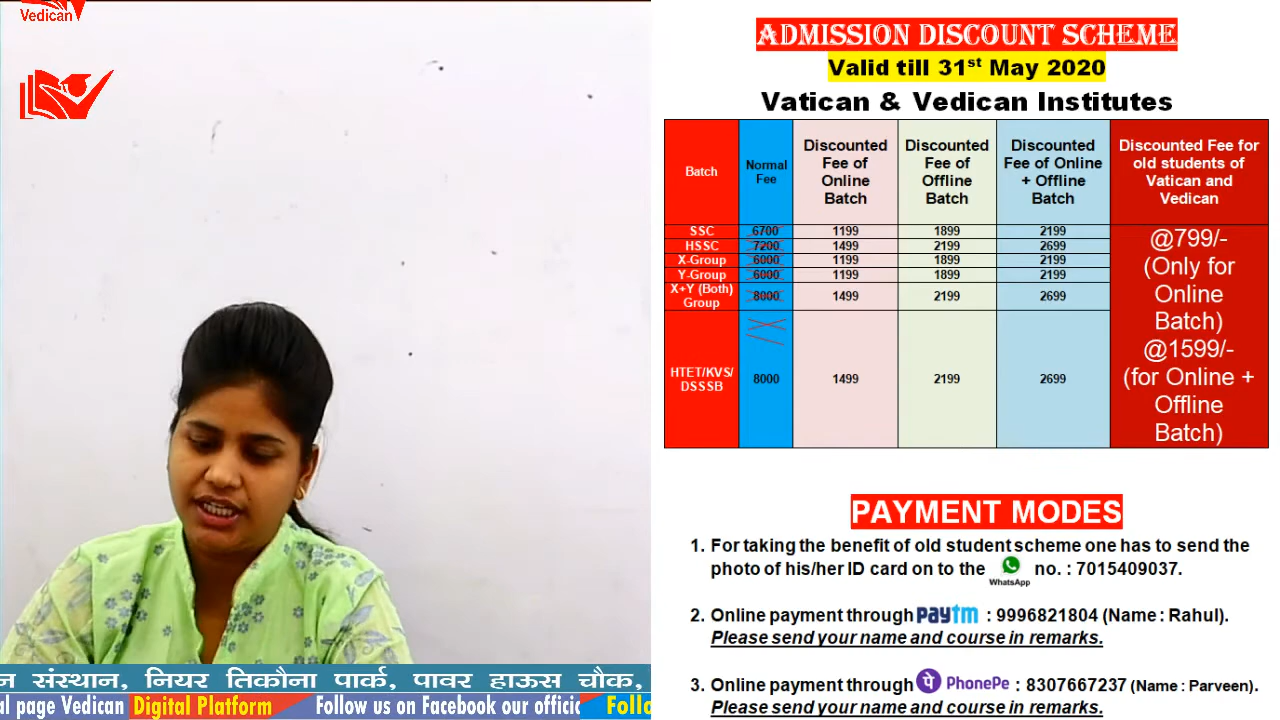 Vedican
ADMISSION DISCOUNT SCHEME
Valid till 31st May 2020
Vatican & Vedican Institutes
Batch
Normal Fee
Discounted Fee of Online Batch
Discounted Fee of Offline Batch
Discounted Fee of Online + Offline Batch
Discounted Fee for old students of Vatican and Vedican
SSC 6700 1199 1899 2199
HSSC 7200 1499 2199 2699
X-Group 6000 1199 1899 2199
Y-Group 6000 1199 1899 2199
X+Y (Both) Group 8000 1499 2199 2699
HTET/KVS/ DSSSB 8000 1499 2199 2699
@799/-
(Only for
Online
Batch)
@1599/-
(for Online +
Offline
Batch)
PAYMENT MODES
1. For taking the benefit of old student scheme one has to send the
photo of his/her ID card on to the WhatsApp no. : 7015409037.
2. Online payment through paytm : 9996821804 (Name : Rahul).
Please send your name and course in remarks.
3. Online payment through पे PhonePe : 8307667237 (Name : Parveen).
Please send your name and course in remarks.
न संस्थान, नियर तिकौना पार्क, पावर हाऊस चौक,
al page Vedican Digital Platform Follow us on Facebook our officia Follo